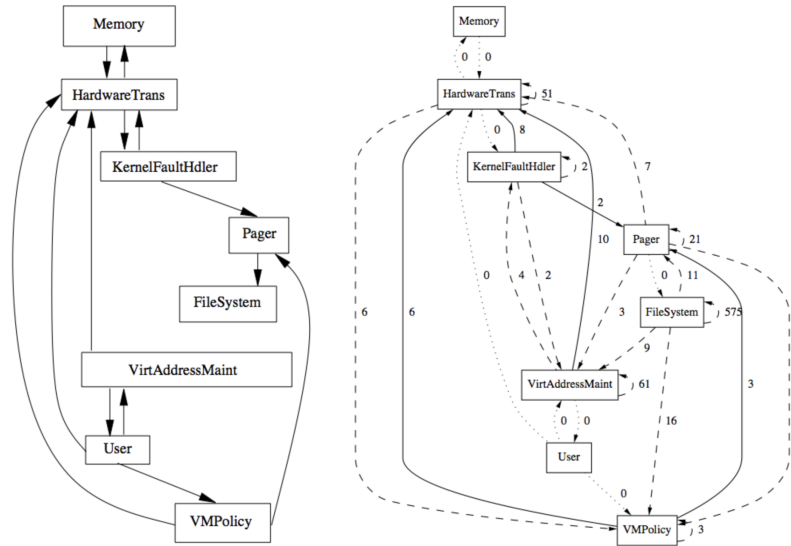 Memory
HardwareTrans
KernelFaultHdler
Pager
FileSystem
VirtAddressMaint
User
VMPolicy
Memory
0 0
HardwareTrans 51
0 8
KernelFaultHdler 2
7
2
Pager 21
10
0 4 2 0 11
6 6 3 FileSystem 575
9
VirtAddressMaint 61 3
0 0 16
User
0
VMPolicy 3